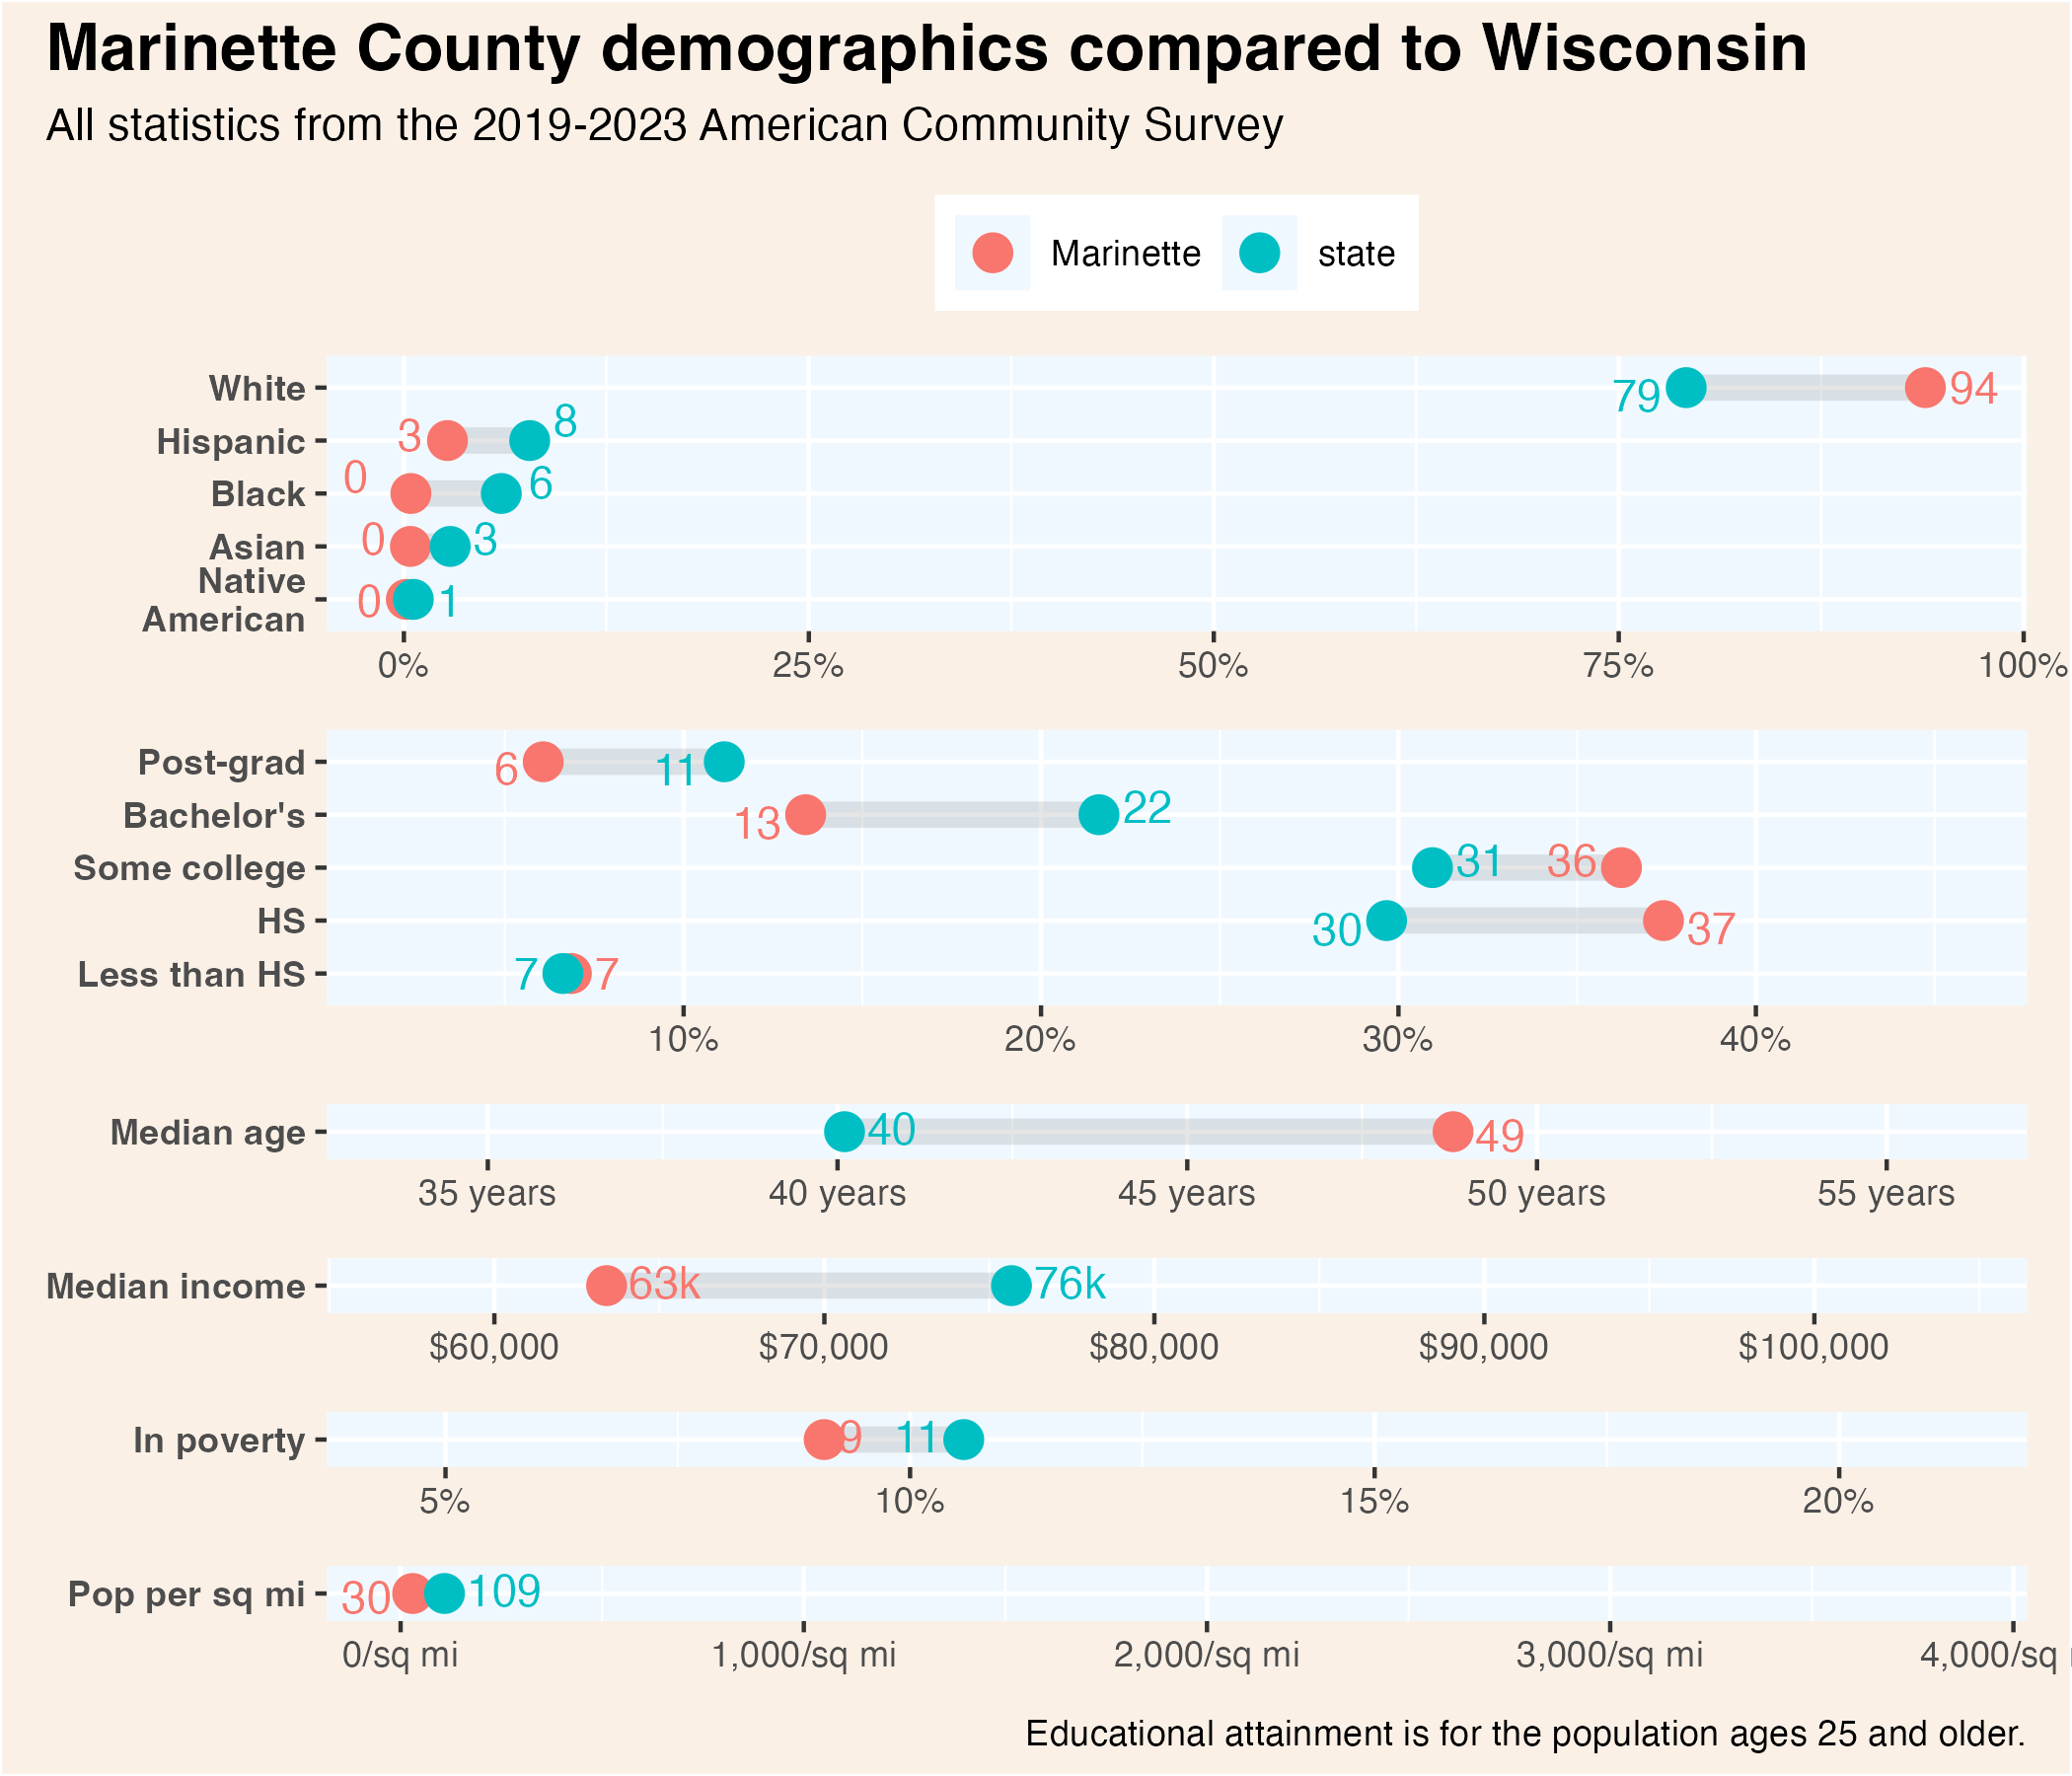 Marinette County demographics compared to Wisconsin
All statistics from the 2019-2023 American Community Survey
Marinette state
White 79 94
Hispanic 3 8
Black 0 6
Asian 0 3
Native
American 0 1
0% 25% 50% 75% 100%
Post-grad 6 11
Bachelor's 13 22
Some college 31 36
HS 30 37
Less than HS 7 7
10% 20% 30% 40%
Median age 40 49
35 years 40 years 45 years 50 years 55 years
Median income 63k 76k
$60,000 $70,000 $80,000 $90,000 $100,000
In poverty 9 11
5% 10% 15% 20%
Pop per sq mi 30 109
0/sq mi 1,000/sq mi 2,000/sq mi 3,000/sq mi 4,000/sq
Educational attainment is for the population ages 25 and older.